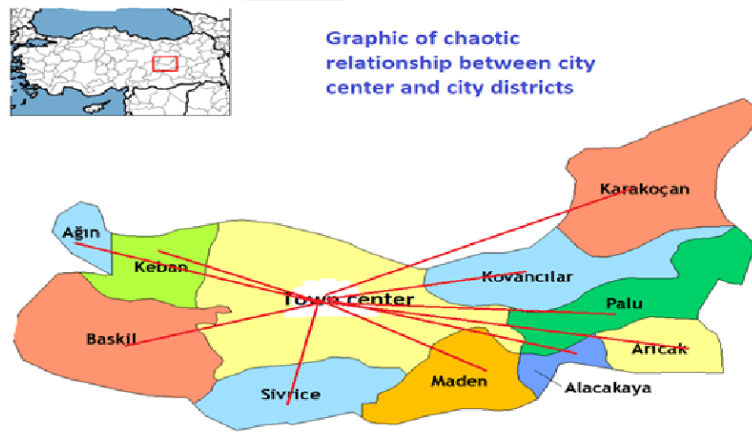 Graphic of chaotic
relationship between city
center and city districts
Karakoçan
Ağın
Keban
Kovancılar
Town center
Palu
Baskil
Arıcak
Maden
Alacakaya
Sivrice